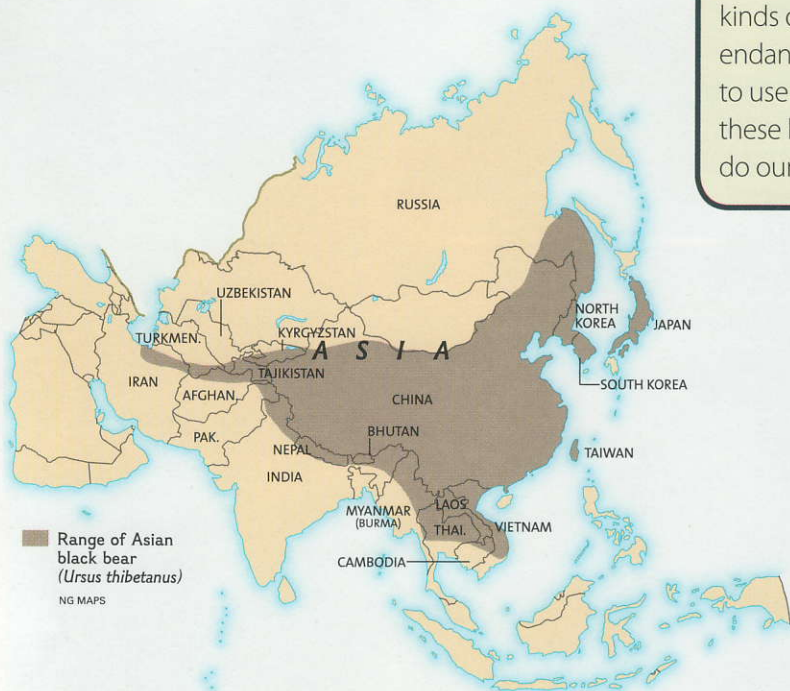 kinds
endan
to use
these
do our
RUSSIA
UZBEKISTAN
TURKMEN.
KYRGYZSTAN
ASIA
NORTH
KOREA
JAPAN
IRAN
TAJIKISTAN
SOUTH KOREA
AFGHAN.
CHINA
PAK.
BHUTAN
NEPAL
TAIWAN
INDIA
MYANMAR
(BURMA)
LAOS
THAI.
VIETNAM
CAMBODIA
Range of Asian
black bear
(Ursus thibetanus)
NG MAPS